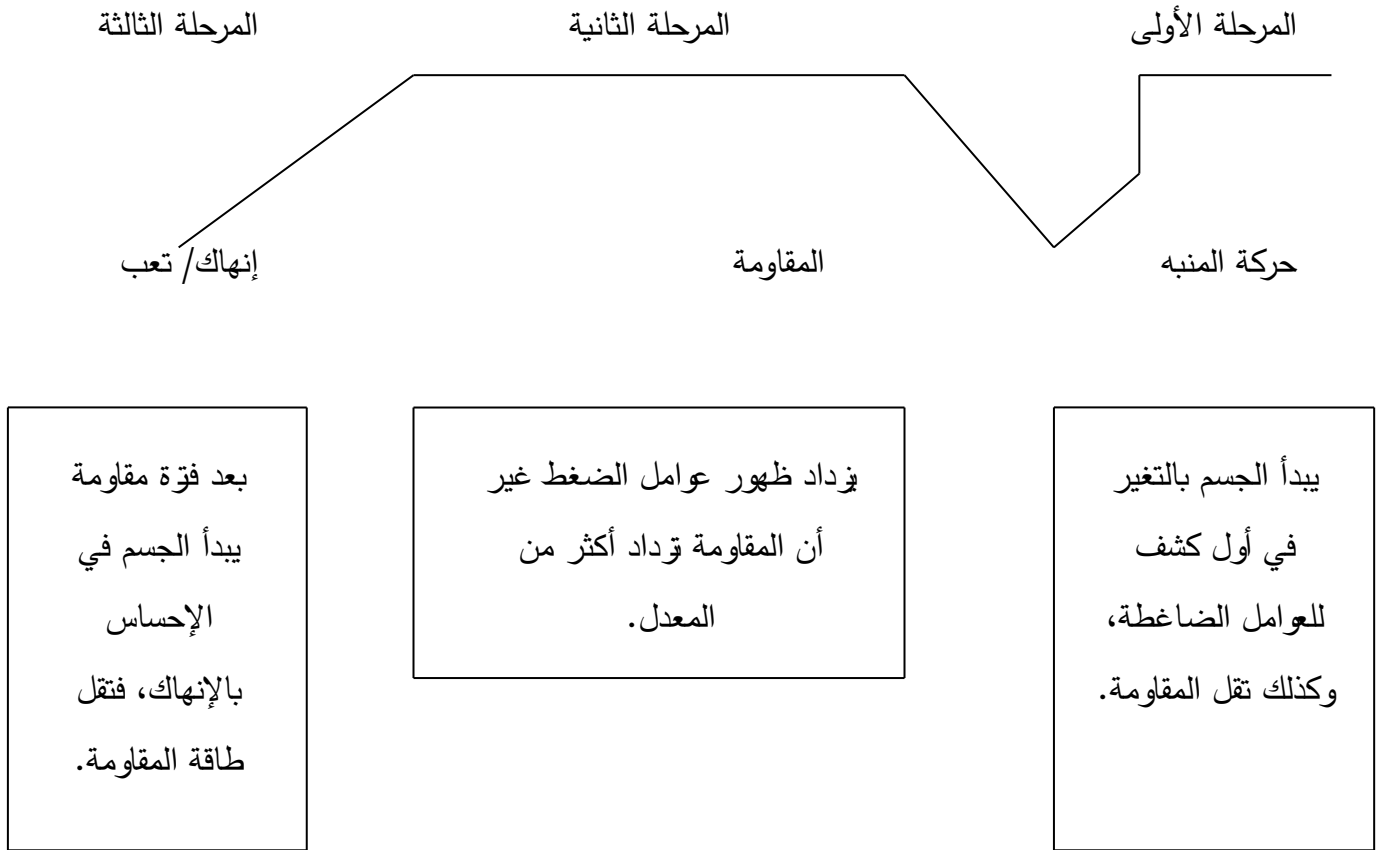 المرحلة الأولى
المرحلة الثانية
المرحلة الثالثة
حركة المنبه
المقاومة
إنهاك/ تعب
يبدأ الجسم بالتغير
في أول كشف
للعوامل الضاغطة،
وكذلك تقل المقاومة.
يزداد ظهور عوامل الضغط غير
أن المقاومة تزداد أكثر من
المعدل.
بعد فترة مقاومة
يبدأ الجسم في
الإحساس
بالإنهاك، فتقل
طاقة المقاومة.